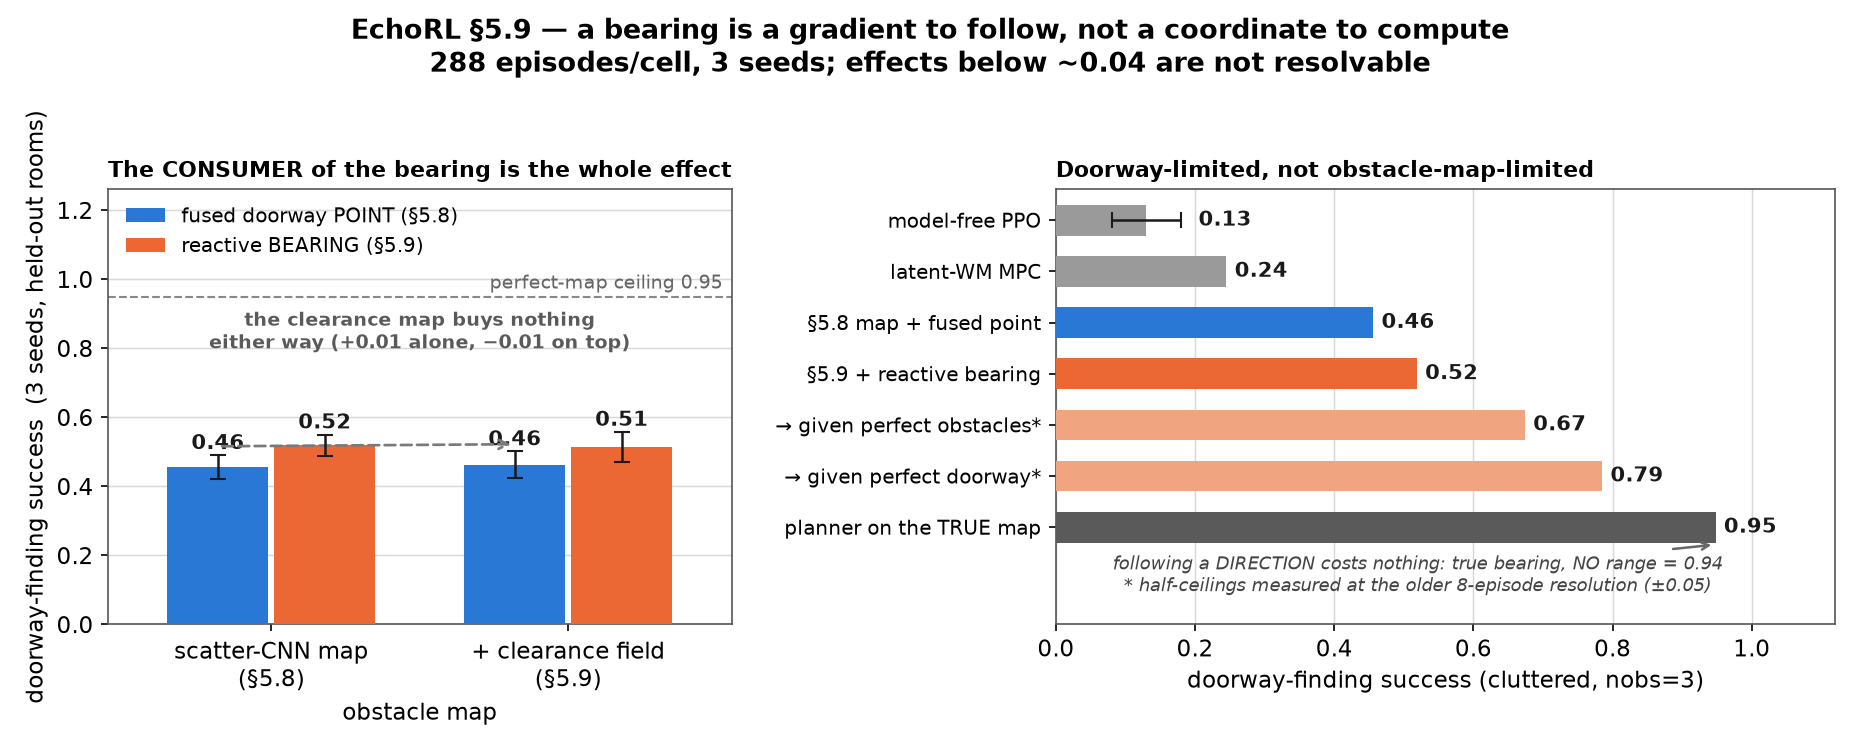 EchoRL §5.9 — a bearing is a gradient to follow, not a coordinate to compute
288 episodes/cell, 3 seeds; effects below ~0.04 are not resolvable
The CONSUMER of the bearing is the whole effect
doorway-finding success (3 seeds, held-out rooms)
1.2
1.0
0.8
0.6
0.4
0.2
0.0
fused doorway POINT (§5.8)
reactive BEARING (§5.9)
perfect-map ceiling 0.95
the clearance map buys nothing
either way (+0.01 alone, −0.01 on top)
0.46
0.52
0.46
0.51
scatter-CNN map
(§5.8)
+ clearance field
(§5.9)
obstacle map
Doorway-limited, not obstacle-map-limited
model-free PPO
0.13
latent-WM MPC
0.24
§5.8 map + fused point
0.46
§5.9 + reactive bearing
0.52
→ given perfect obstacles*
0.67
→ given perfect doorway*
0.79
planner on the TRUE map
0.95
following a DIRECTION costs nothing: true bearing, NO range = 0.94
* half-ceilings measured at the older 8-episode resolution (±0.05)
0.0
0.2
0.4
0.6
0.8
1.0
doorway-finding success (cluttered, nobs=3)